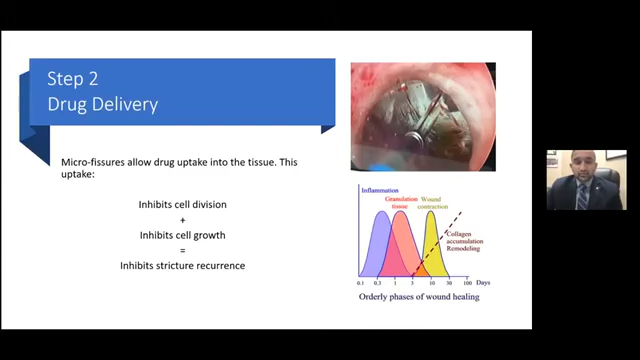 Step 2
Drug Delivery
Micro-fissures allow drug uptake into the tissue. This
uptake:
Inhibits cell division
+
Inhibits cell growth
=
Inhibits stricture recurrence
Inflammation
Granulation
tissue
Wound
contraction
Collagen
accumulation
Remodeling
0.1 0.3 1 3 10 30 100 Days
Orderly phases of wound healing